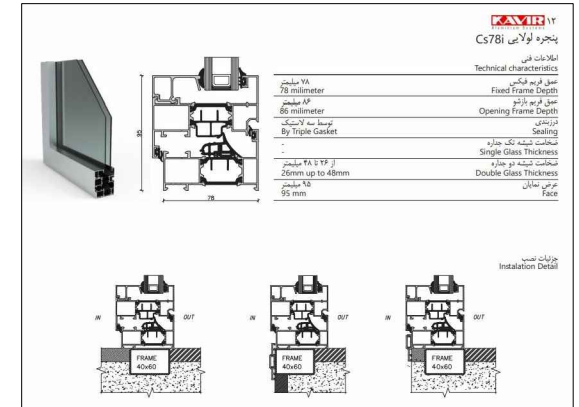 KAVIR ۱۲
Aluminium Systems
پنجره لولایی Cs78i
اطلاعات فنی
Technical characteristics
عمق فریم فیکس ۷۸ میلیمتر
Fixed Frame Depth 78 milimeter
عمق فریم بازشو ۸۶ میلیمتر
Opening Frame Depth 86 milimeter
درزبندی توسط سه لاستیک
Sealing By Triple Gasket
ضخامت شیشه تک جداره -
Single Glass Thickness -
ضخامت شیشه دو جداره از ۲۶ تا ۴۸ میلیمتر
Double Glass Thickness 26mm up to 48mm
عرض نمایان ۹۵ میلیمتر
Face 95 mm
95
78
جزئیات نصب
Instalation Detail
IN OUT
FRAME
40x60
IN OUT
FRAME
40x60
IN OUT
FRAME
40x60